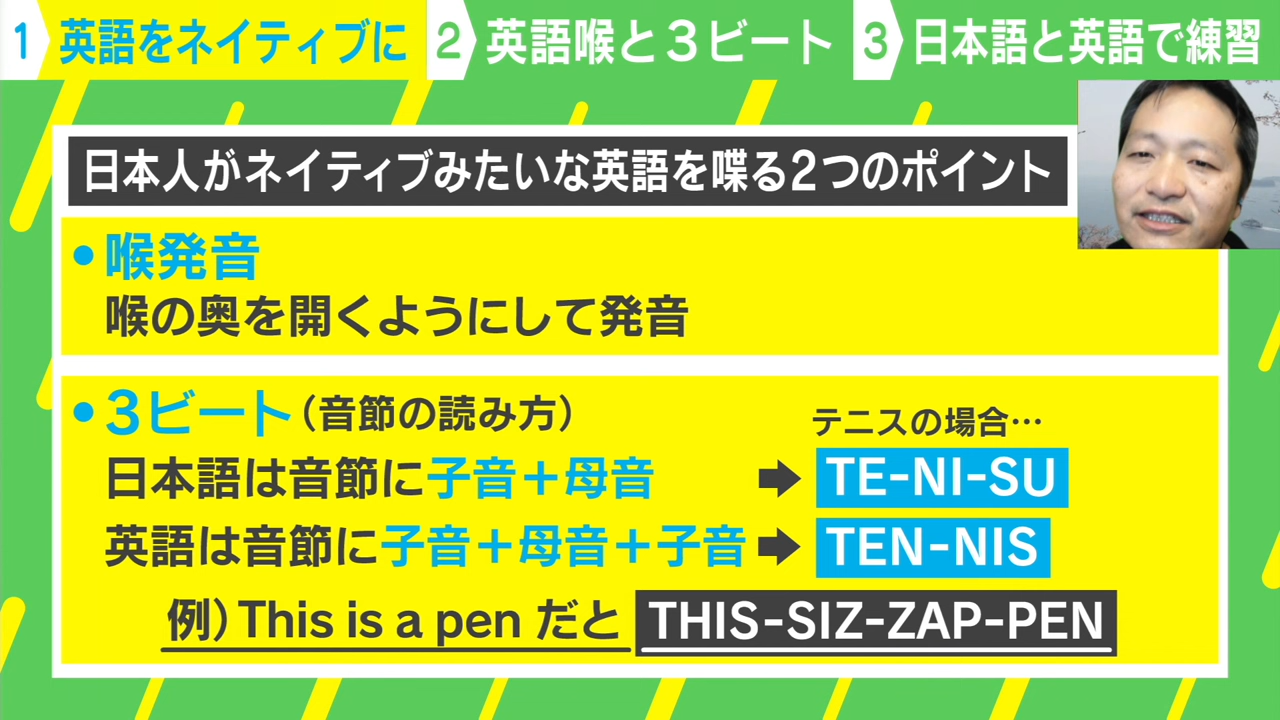 1 英語をネイティブに
2 英語喉と３ビート
3 日本語と英語で練習
日本人がネイティブみたいな英語を喋る２つのポイント
●喉発音
喉の奥を開くようにして発音
●３ビート（音節の読み方）
テニスの場合…
日本語は音節に子音＋母音 ➡ TE-NI-SU
英語は音節に子音＋母音＋子音 ➡ TEN-NIS
例）This is a pen だと THIS-SIZ-ZAP-PEN